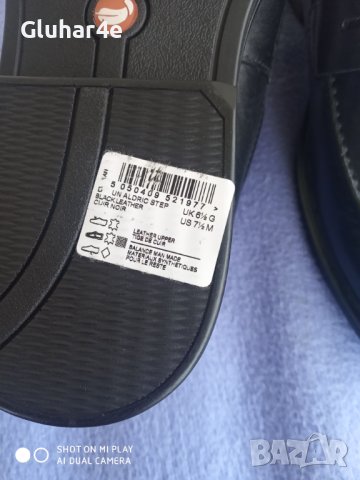 Gluhar4e
5 050409 521977 >
UN ALDRIC STEP
BLACK LEATHER
CUIR NOIR
UK 6½ G
US 7½ M
LEATHER UPPER
TIGE DE CUIR
BALANCE MAN MADE
MATERIAUX SYNTHETIQUES
POUR LE RESTE
SHOT ON MI PLAY
AI DUAL CAMERA
BAZAR